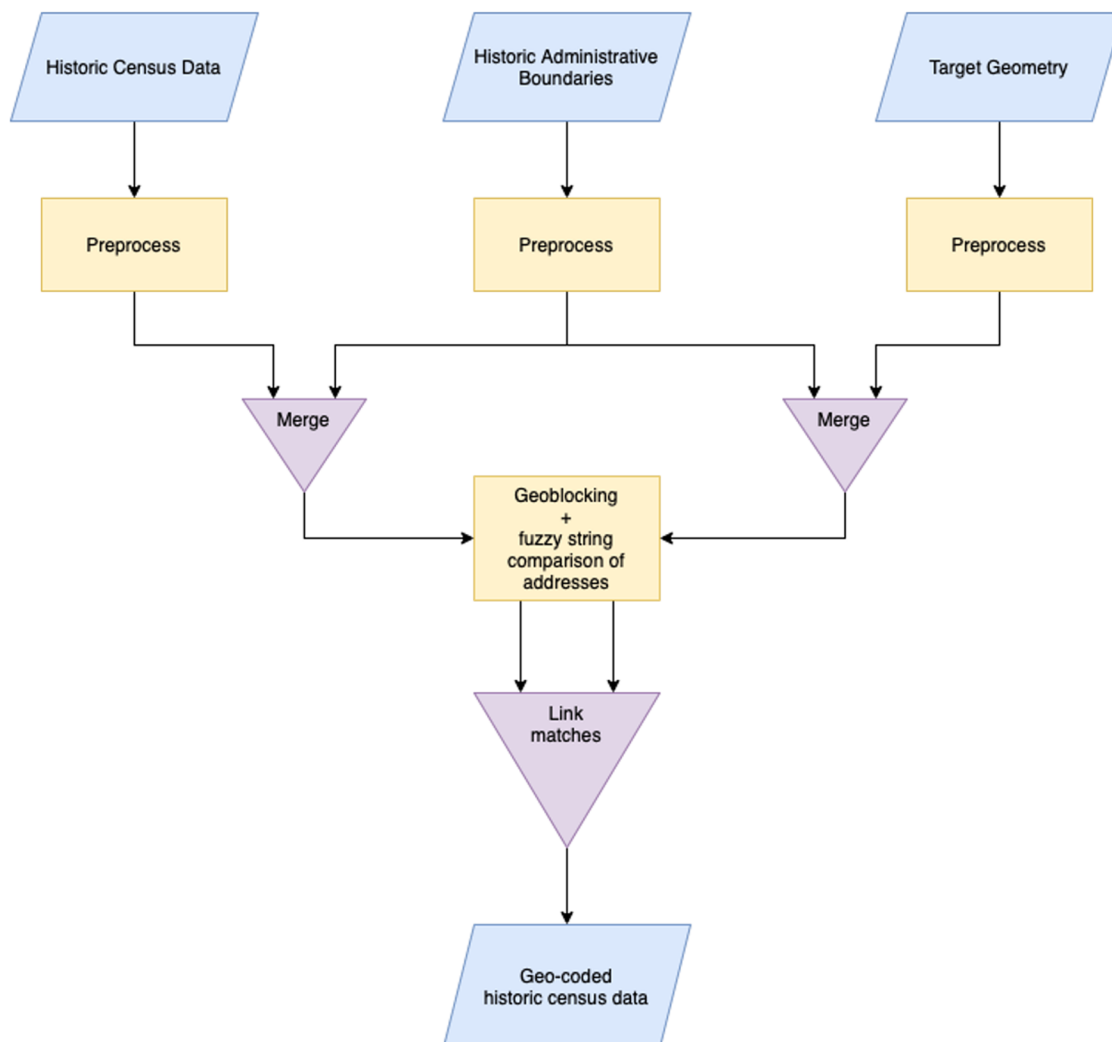 Historic Census Data
Historic Administrative
Boundaries
Target Geometry
Preprocess
Preprocess
Preprocess
Merge
Merge
Geoblocking
+
fuzzy string
comparison of
addresses
Link
matches
Geo-coded
historic census data